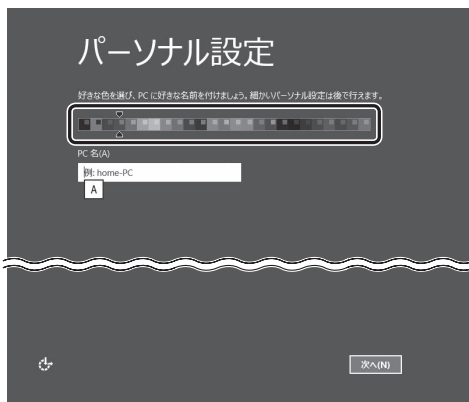 パーソナル設定
好きな色を選び、PC に好きな名前を付けましょう。細かいパーソナル設定は後で行えます。
PC 名(A)
例: home-PC
A
次へ(N)